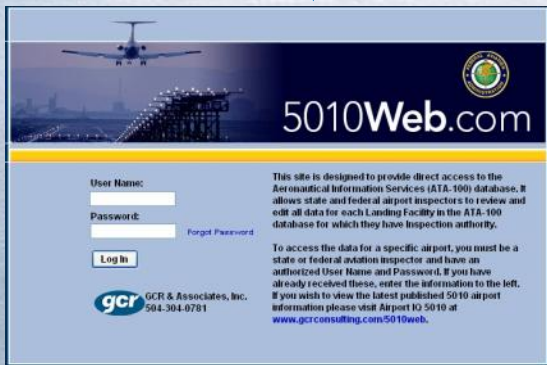 5010Web.com
User Name:
Password:
Forgot Password
Log In
gcr GCR & Associates, Inc.
504-304-0781
This site is designed to provide direct access to the
Aeronautical Information Services (ATA-100) database. It
allows state and federal airport inspectors to review and
edit all data for each Landing Facility in the ATA-100
database for which they have Inspection authority.
To access the data for a specific airport, you must be a
state or federal aviation inspector and have an
authorized User Name and Password. If you have
already received these, enter the information to the left.
If you wish to view the latest published 5010 airport
information please visit Airport IQ 5010 at
www.gcrconsulting.com/5010web.